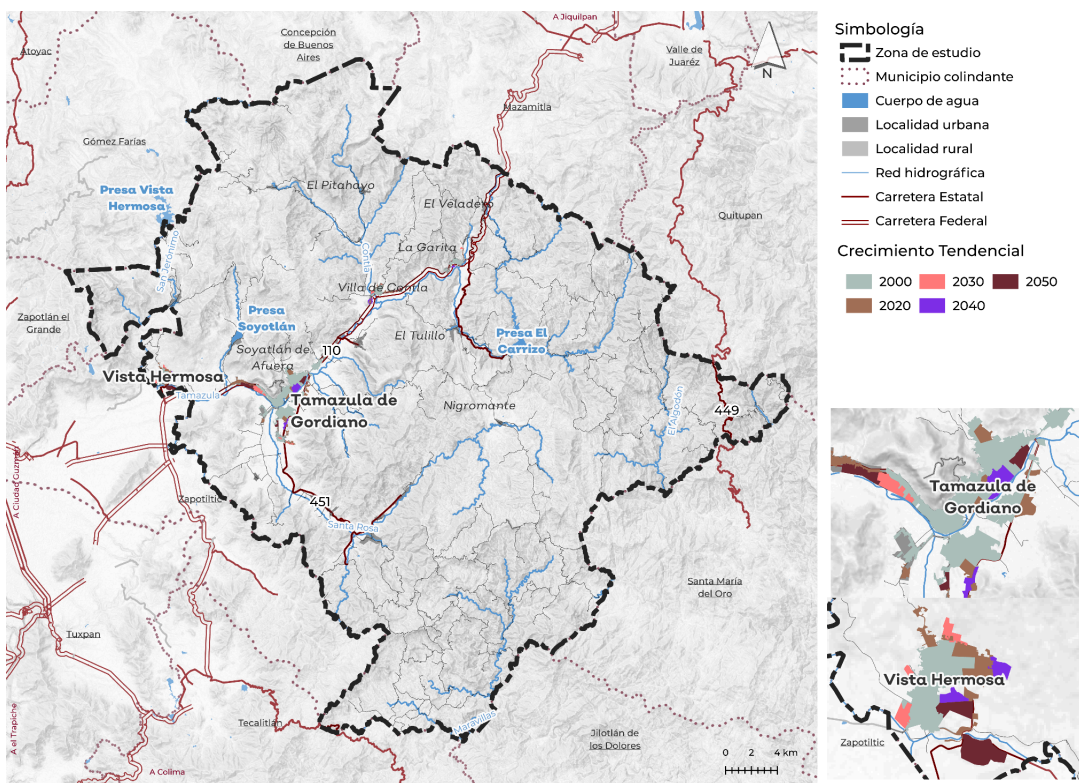 A Jiquilpan
Concepción
de Buenos
Aires
Atoyac
Valle de
Juaréz
N
Mazamitla
Gómez Farías
El Pitahayo
Presa Vista
Hermosa
El Veladero
Quitupan
San Jerónimo
Contla
La Garita
Villa de Contla
Zapotlán el
Grande
Presa
Soyotlán
El Tulillo
Presa El
Carrizo
Soyatlán de
Afuera
110
Vista Hermosa
Tamazula
Tamazula de
Gordiano
Nigromante
El Algodón
449
A Ciudad Guzmán
Zapotiltic
451
Santa Rosa
Santa María
del Oro
Tuxpan
Tecalitlán
Maravillas
Jilotlán de
los Dolores
A el Trapiche
A Colima
0 2 4 km
Simbología
Zona de estudio
Municipio colindante
Cuerpo de agua
Localidad urbana
Localidad rural
Red hidrográfica
Carretera Estatal
Carretera Federal
Crecimiento Tendencial
2000 2030 2050
2020 2040
Tamazula de
Gordiano
Vista Hermosa
Zapotiltic